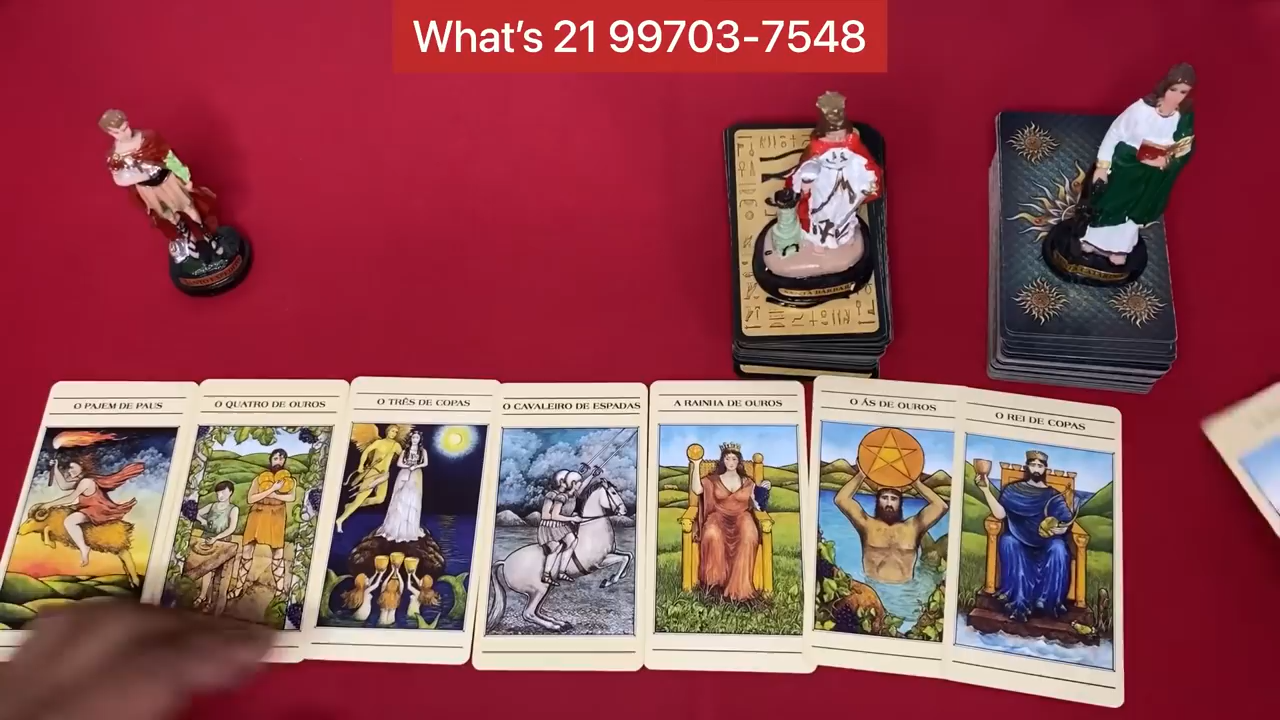 What's 21 99703-7548
O PAJEM DE PAUS
O QUATRO DE OUROS
O TRÊS DE COPAS
O CAVALEIRO DE ESPADAS
A RAINHA DE OUROS
O ÁS DE OUROS
O REI DE COPAS